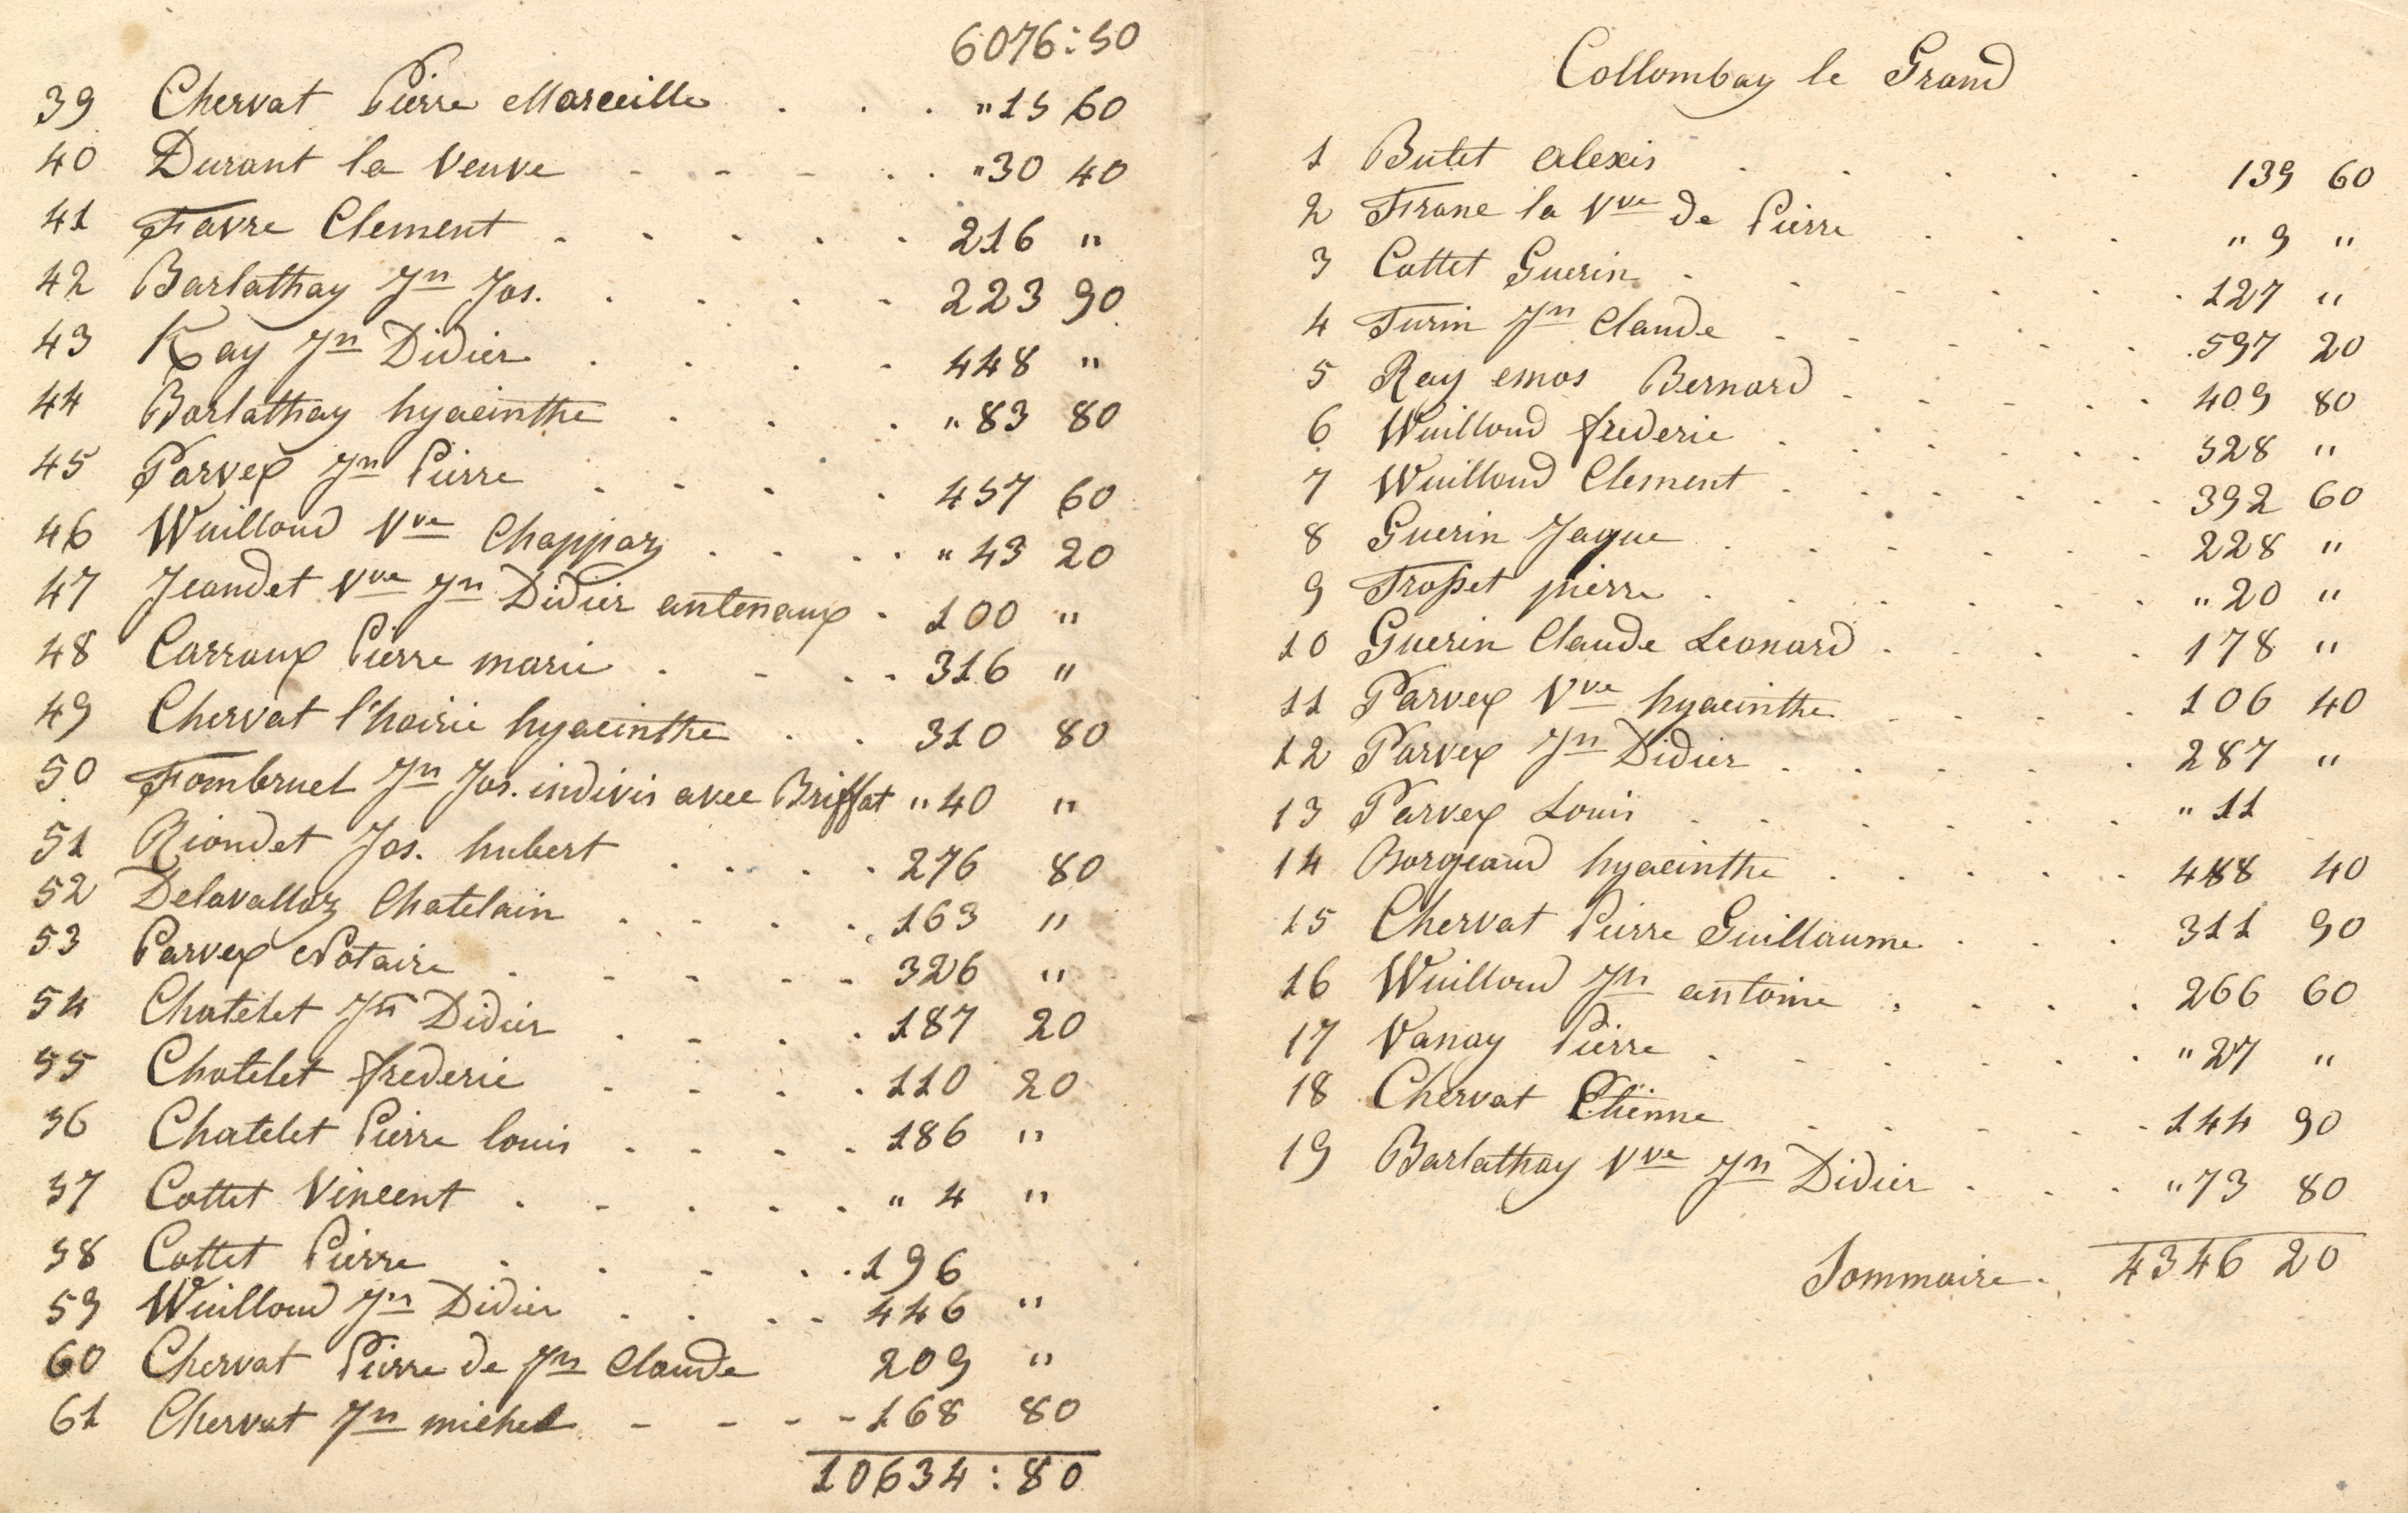 6076:50
39 Chervat Pierre Marceille . . . " 15 60
40 Durant la Veuve - - - . . " 30 40
41 Favre Clement . . . . . 216 "
42 Barlathay Jn Jos. . . . . 223 90
43 Kay Jn Didier . . . . 448 "
44 Barlathay hyacinthe . . . " 83 80
45 Parvex Jn Pierre . . . . 457 60
46 Wuilloud Vve Chappaz . . . . " 43 20
47 Jeandet Vve Jn Didier antenaux . 100 "
48 Carraux Pierre marie . . . . 316 "
49 Chervat l'hoirie hyacinthe . . 310 80
50 Fombruel Jn Jos. indivis avec Briffat " 40 "
51 Riondet Jos. hubert . . . . . 276 80
52 Delavallaz Chatelain . . . . . 163 "
53 Parvex Notaire . . . . . 326 "
54 Chatelet Jn Didier . . . . 187 20
55 Chatelet frederic . . . . 110 20
56 Chatelet Pierre louis . . . . 186 "
57 Cottet Vincent . . . . . " 4 "
58 Cottet Pierre . . . . . 196
59 Wuilloud Jn Didier . . . . 446 "
60 Chervat Pierre de Jn Claude 209 "
61 Chervat Jn michel - - - - 168 80
10634:80
Collombay le Grand
1 Butet Alexis . . . . . 139 60
2 Frane la Vve de Pierre . . . " 9 "
3 Cottet Guerin . . . . . . 127 "
4 Turin Jn Claude . . . . . . 597 20
5 Ray emos Bernard . . . . . 409 80
6 Wuilloud frederic . . . . . 528 "
7 Wuilloud Clement . . . . . 392 60
8 Guerin Jaque . . . . . . 228 "
9 Trosset pierre . . . . . . " 20 "
10 Guerin Claude Leonard . . . . 178 "
11 Parvex Vve hyacinthe . . . . 106 40
12 Parvex Jn Didier . . . . . 287 "
13 Parvex Louis . . . . . . " 11
14 Borgeaud hyacinthe . . . . . 488 40
15 Chervat Pierre Guillaume . . . 311 90
16 Wuilloud Jn antoine . . . . 266 60
17 Vanay Pierre . . . . . . " 27 "
18 Chervat Etienne . . . . . 144 90
19 Barlathay Vve Jn Didier . . . " 73 80
Sommaire . 4346 20